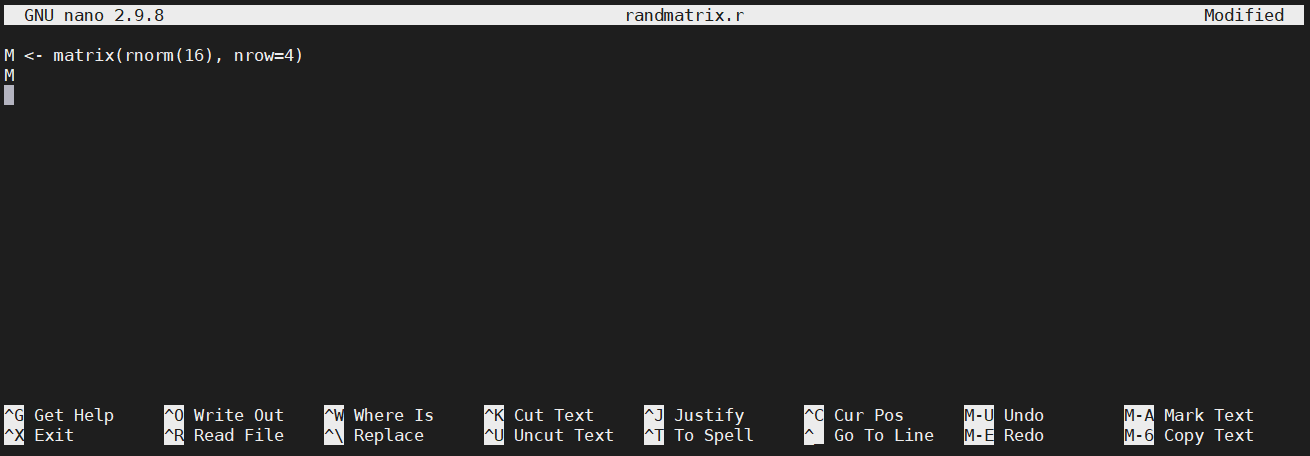 GNU nano 2.9.8 randmatrix.r Modified
M <- matrix(rnorm(16), nrow=4)
M
^G Get Help ^O Write Out ^W Where Is ^K Cut Text ^J Justify ^C Cur Pos M-U Undo M-A Mark Text
^X Exit ^R Read File ^\ Replace ^U Uncut Text ^T To Spell ^_ Go To Line M-E Redo M-6 Copy Text